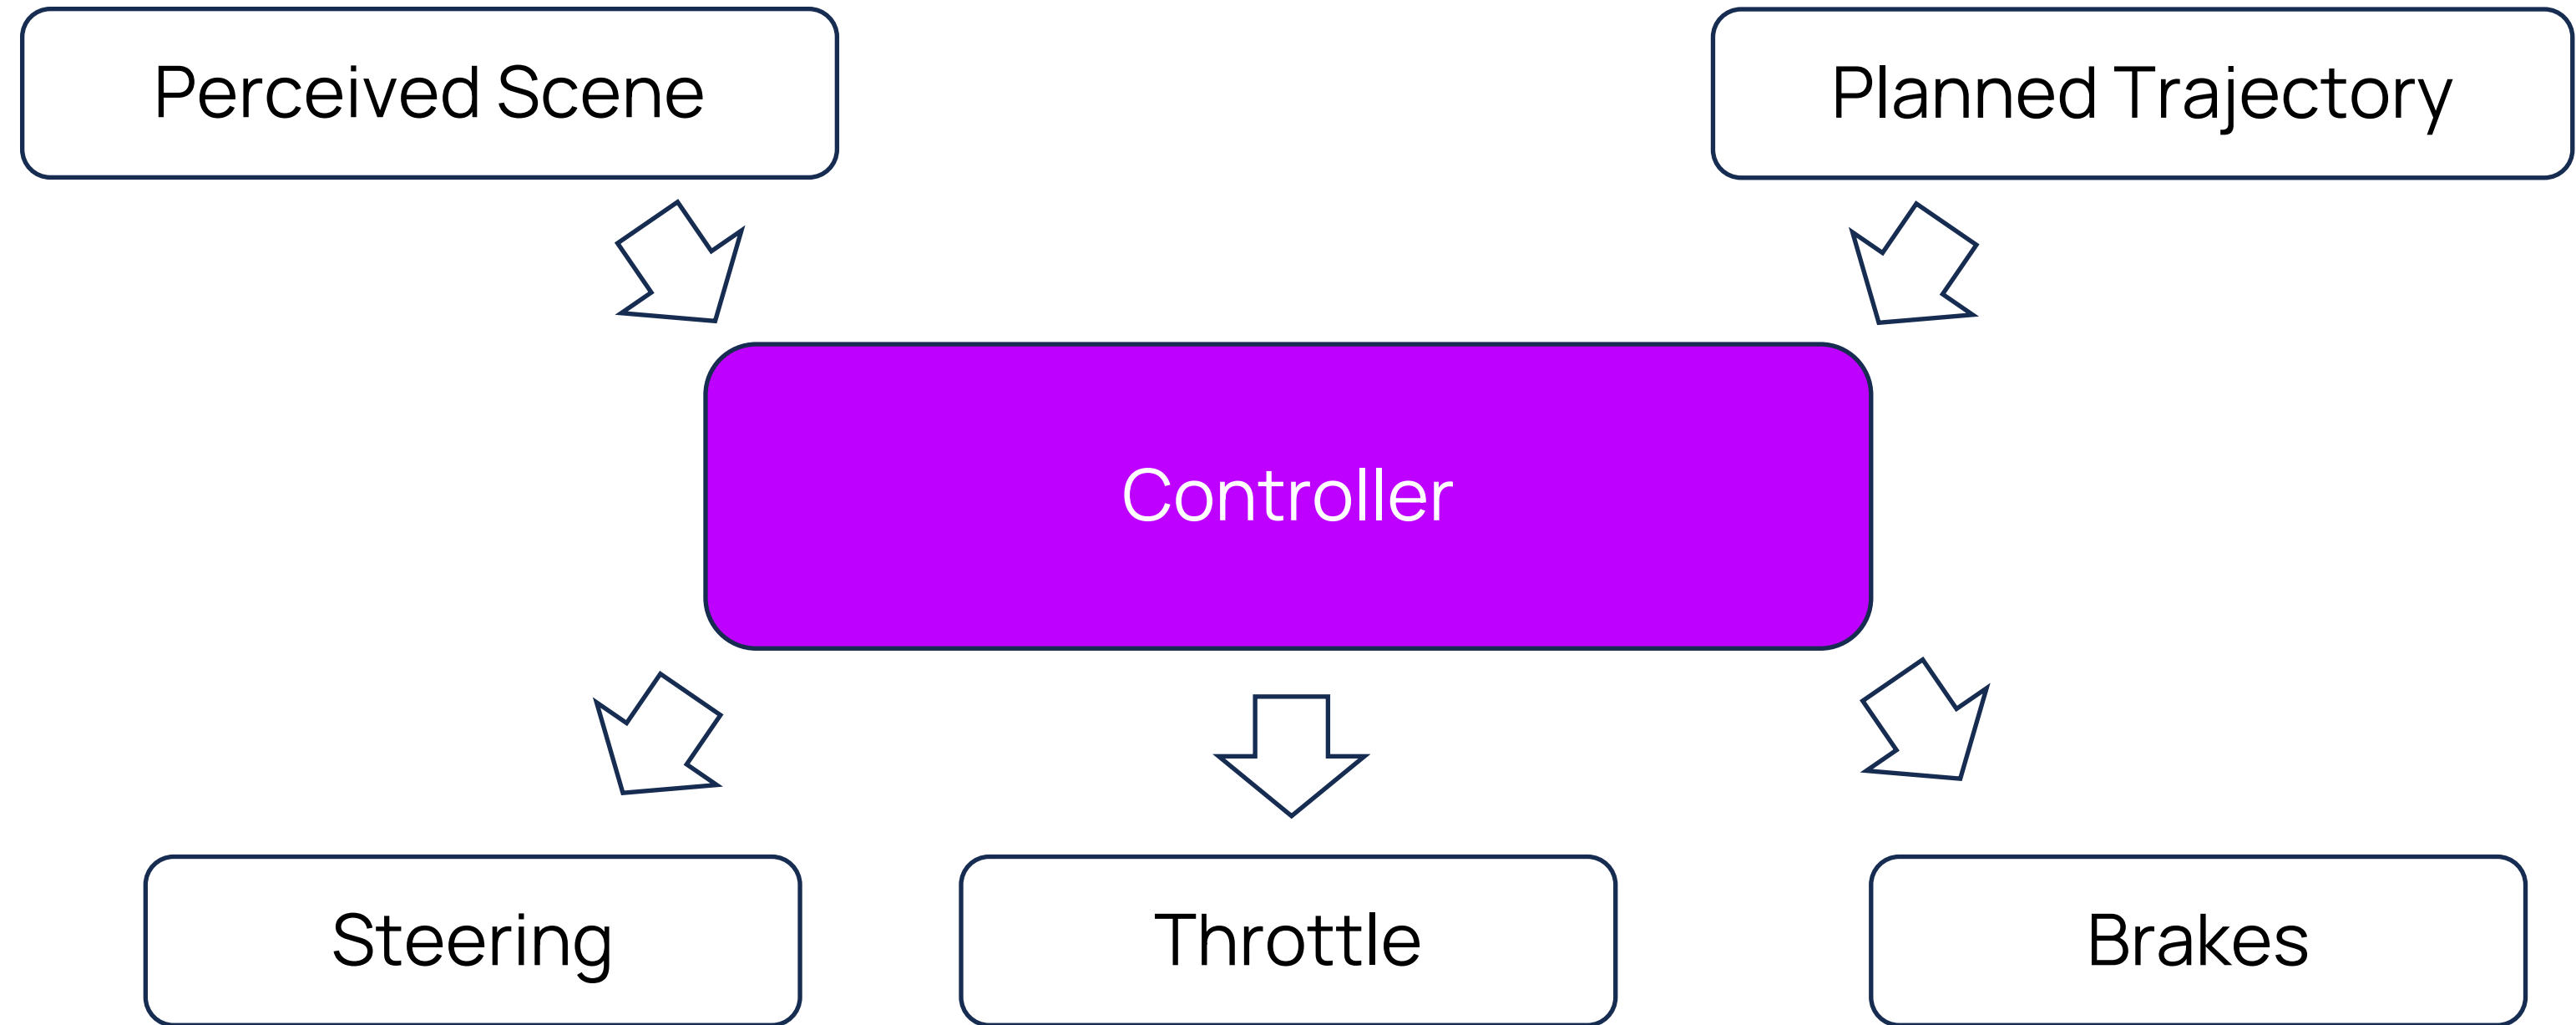 Perceived Scene
Planned Trajectory
Controller
Steering
Throttle
Brakes